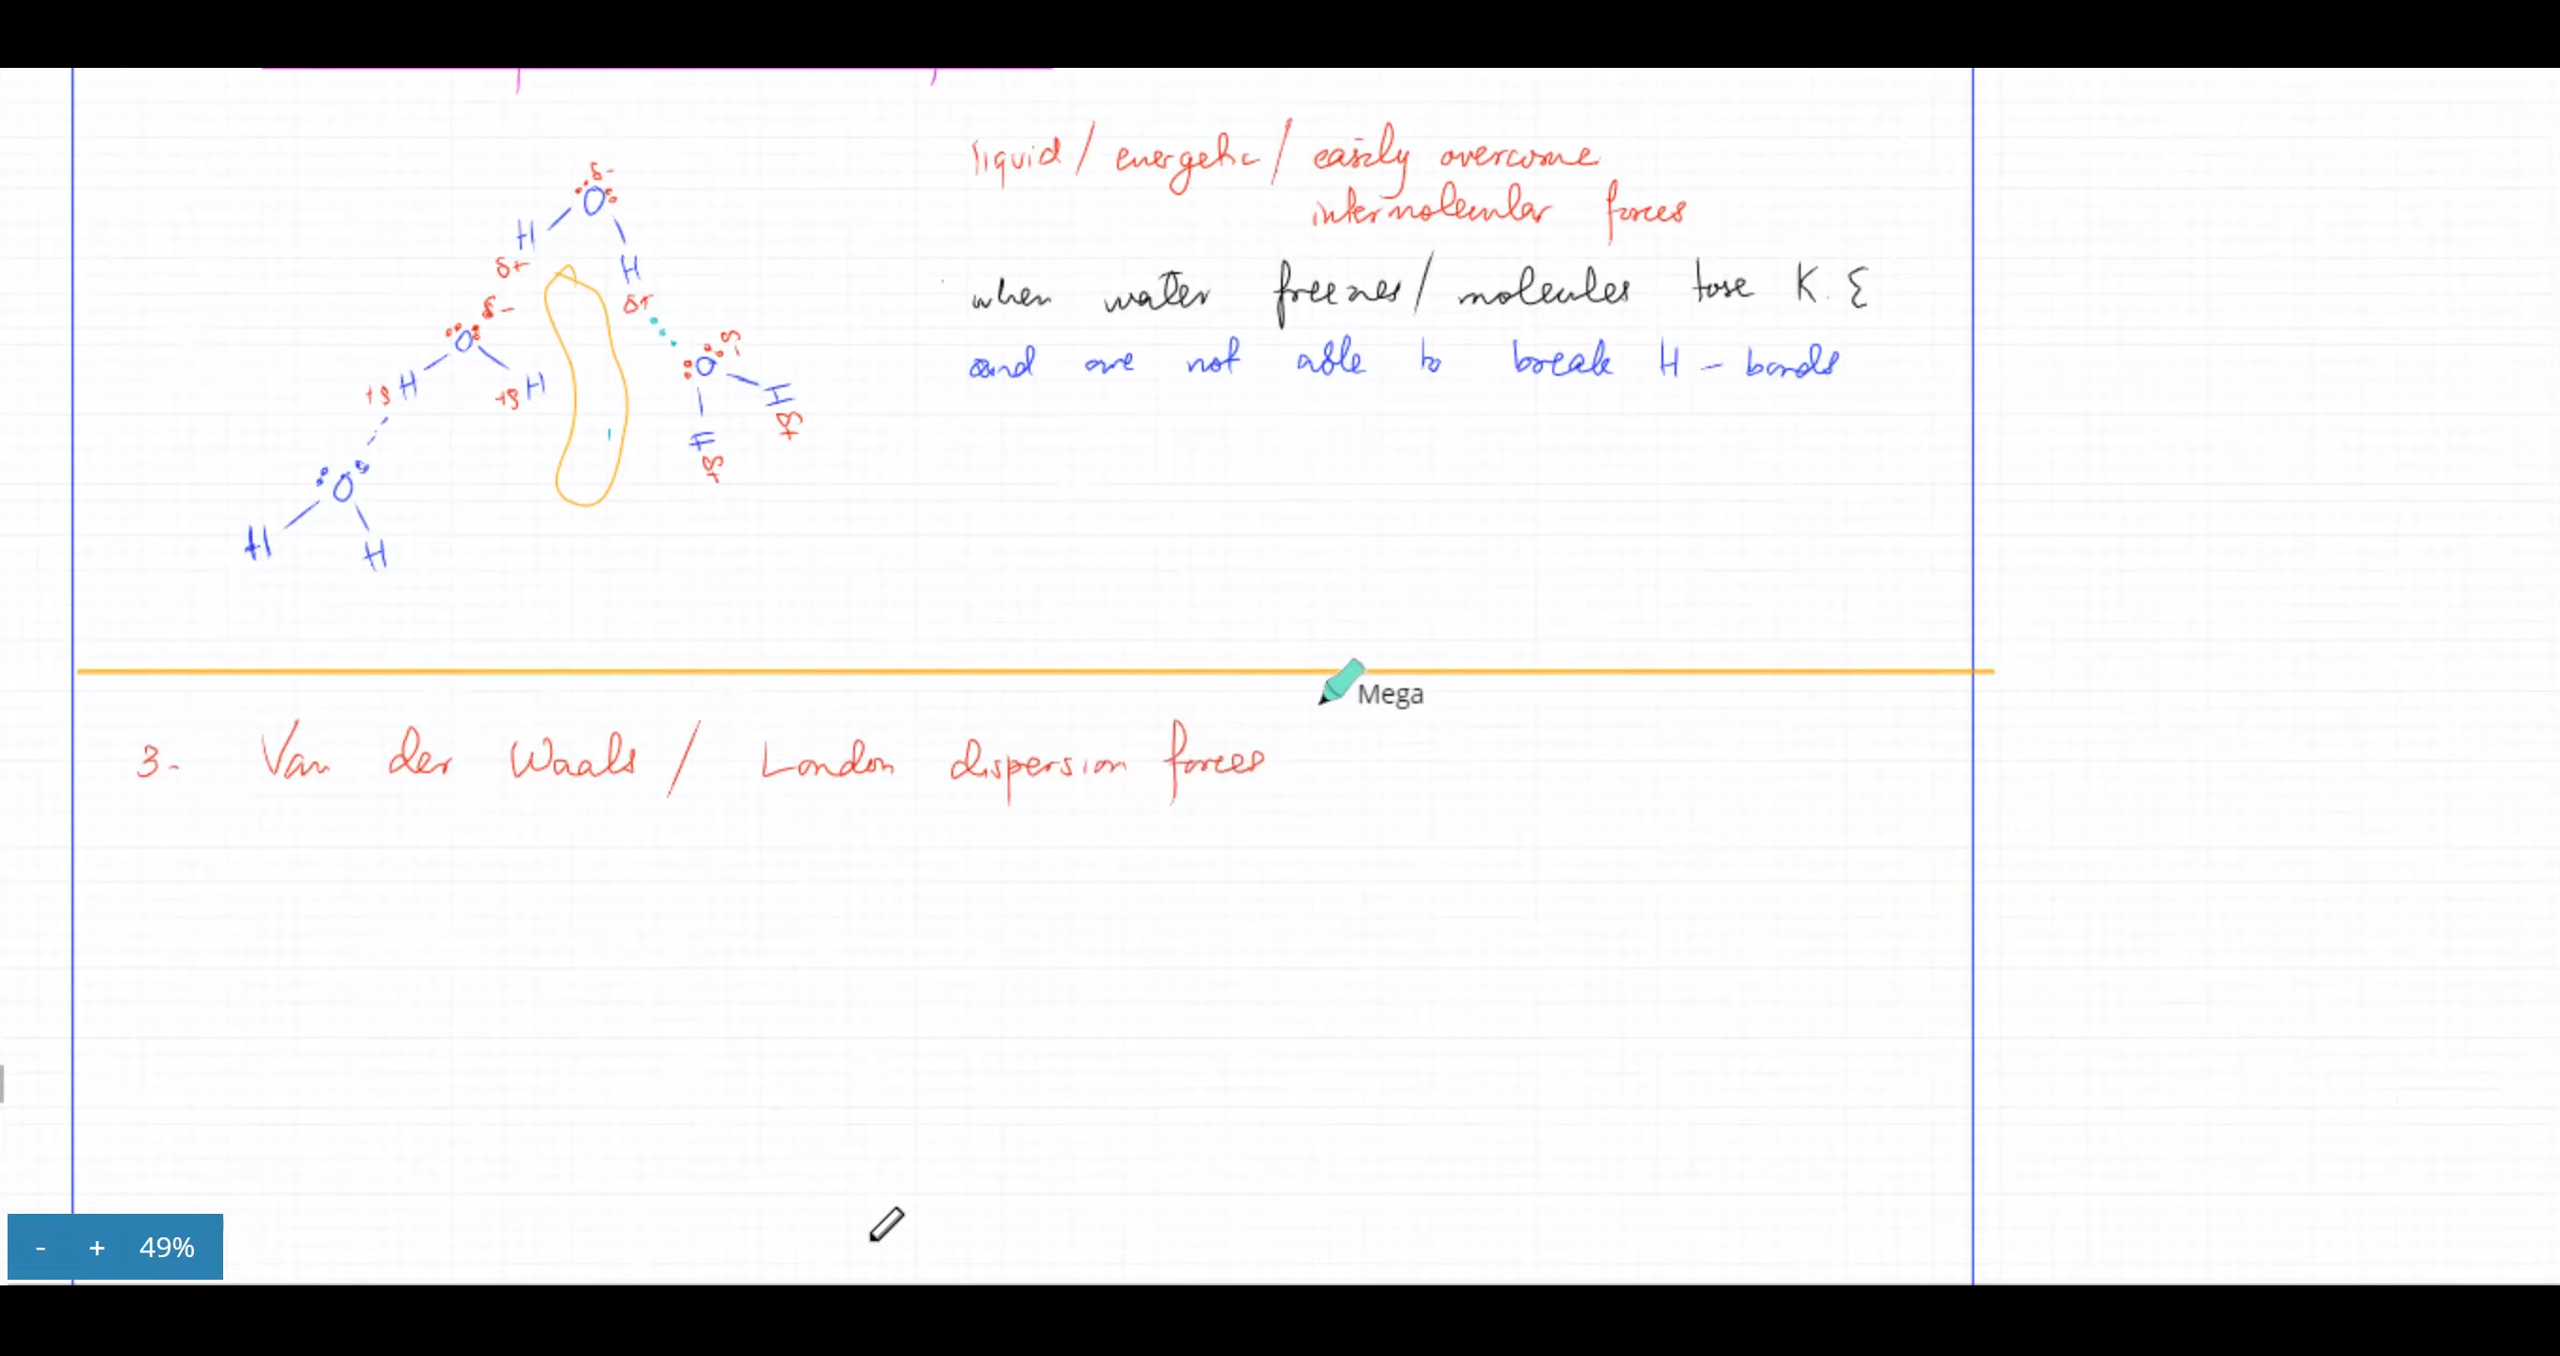 liquid / energetic / easily overcome
intermolecular forces
when water freezes / molecules lose K.E
and are not able to break H - bonds
δ-
O
H
H
δ+
δ+
δ-
O
H
H
+δ
+δ
δ-
O
H
H
δ+
δ+
O
H
H
Mega
3- Van der Waals / London dispersion forces
- + 49%